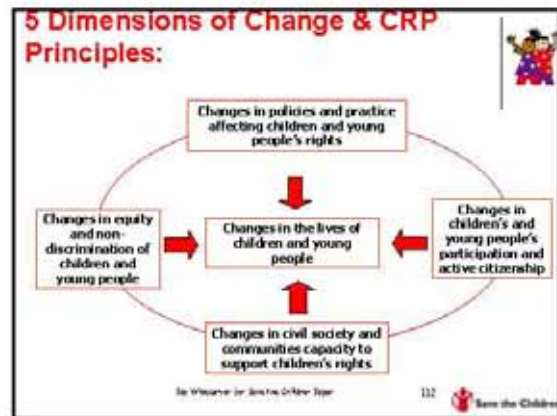 5 Dimensions of Change & CRP
Principles:
Changes in policies and practice
affecting children and young
people's rights
Changes in equity
and non-
discrimination of
children and
young people
Changes in the lives of
children and young
people
Changes in
children's and
young people's
participation and
active citizenship
Changes in civil society and
communities capacity to
support children's rights
112
Save the Children